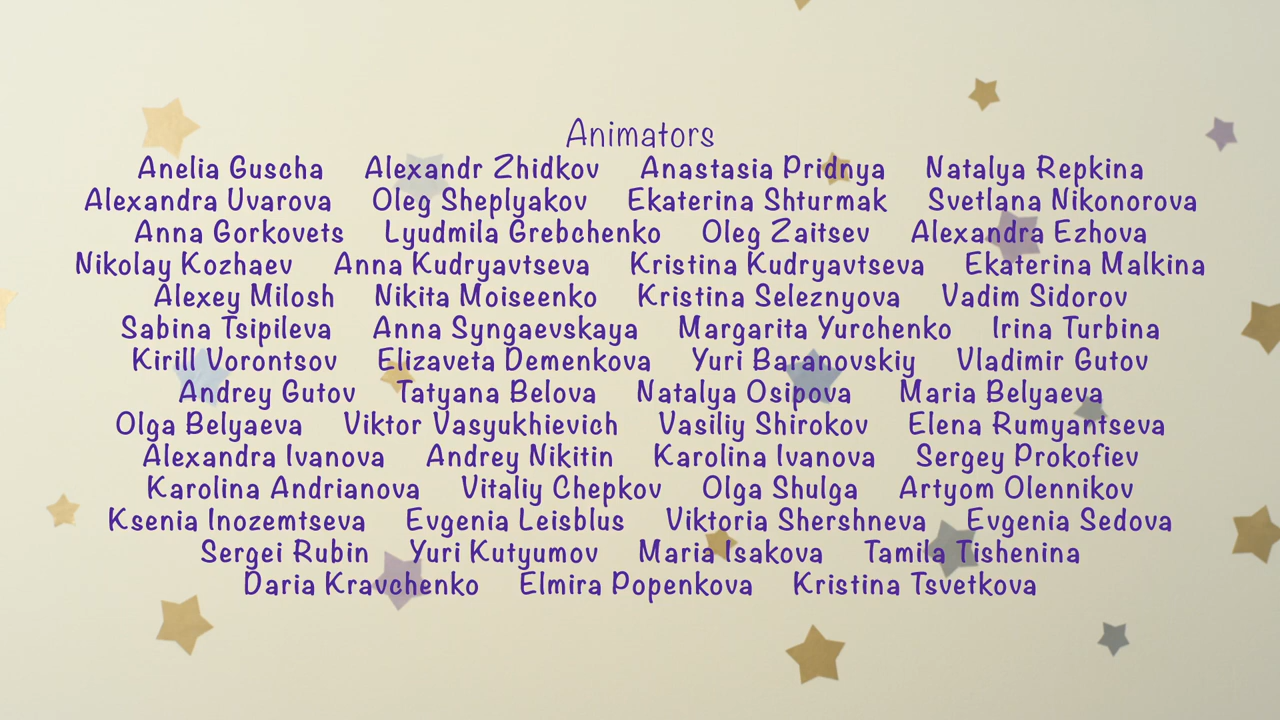 Animators
Anelia Guscha Alexandr Zhidkov Anastasia Pridnya Natalya Repkina
Alexandra Uvarova Oleg Sheplyakov Ekaterina Shturmak Svetlana Nikonorova
Anna Gorkovets Lyudmila Grebchenko Oleg Zaitsev Alexandra Ezhova
Nikolay Kozhaev Anna Kudryavtseva Kristina Kudryavtseva Ekaterina Malkina
Alexey Milosh Nikita Moiseenko Kristina Seleznyova Vadim Sidorov
Sabina Tsipileva Anna Syngaevskaya Margarita Yurchenko Irina Turbina
Kirill Vorontsov Elizaveta Demenkova Yuri Baranovskiy Vladimir Gutov
Andrey Gutov Tatyana Belova Natalya Osipova Maria Belyaeva
Olga Belyaeva Viktor Vasyukhievich Vasiliy Shirokov Elena Rumyantseva
Alexandra Ivanova Andrey Nikitin Karolina Ivanova Sergey Prokofiev
Karolina Andrianova Vitaliy Chepkov Olga Shulga Artyom Olennikov
Ksenia Inozemtseva Evgenia Leisblus Viktoria Shershneva Evgenia Sedova
Sergei Rubin Yuri Kutyumov Maria Isakova Tamila Tishenina
Daria Kravchenko Elmira Popenkova Kristina Tsvetkova